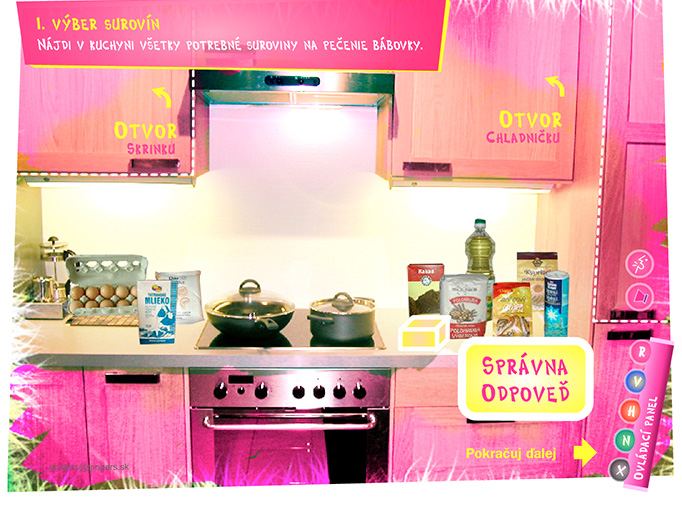 1. VÝBER SUROVÍN
NÁJDI V KUCHYNI VŠETKY POTREBNÉ SUROVINY NA PEČENIE BÁBOVKY.
OTVOR
SKRINKU
OTVOR
CHLADNIČKU
MLIEKO
Kakao
POLOHRUBÁ
SPRÁVNA
ODPOVEĎ
Pokračuj ďalej
R
V
H
N
X
OVLÁDACÍ PANEL